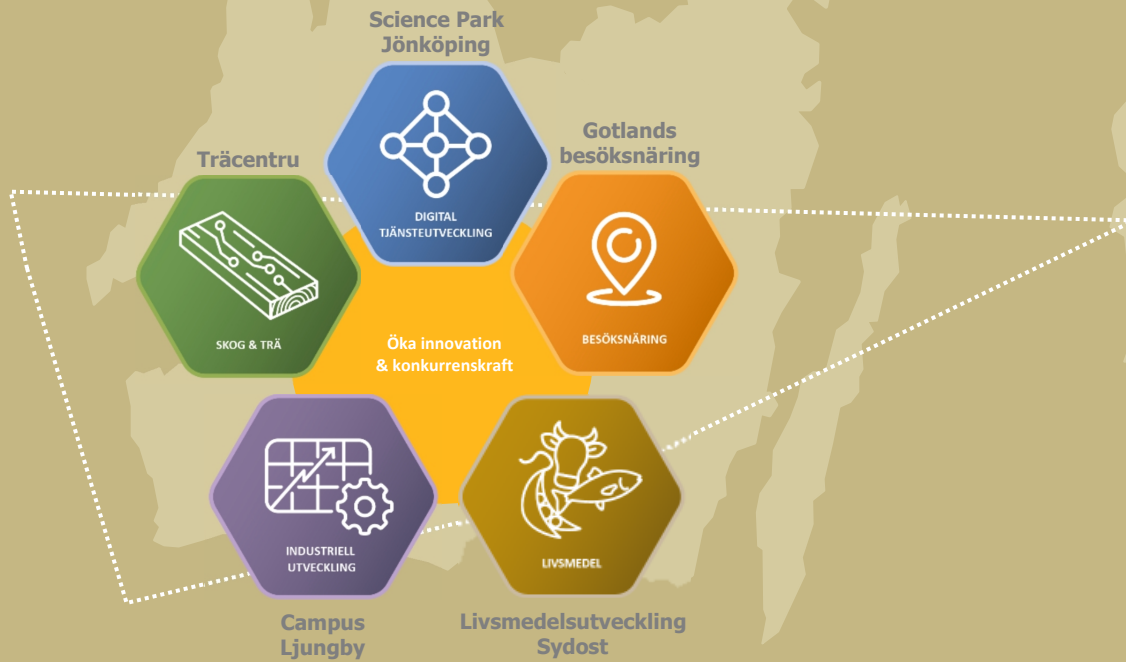 Science Park
Jönköping
DIGITAL
TJÄNSTEUTVECKLING
Gotlands
besöksnäring
BESÖKSNÄRING
Träcentru
SKOG & TRÄ
Öka innovation
& konkurrenskraft
INDUSTRIELL
UTVECKLING
Campus
Ljungby
LIVSMEDEL
Livsmedelsutveckling
Sydost